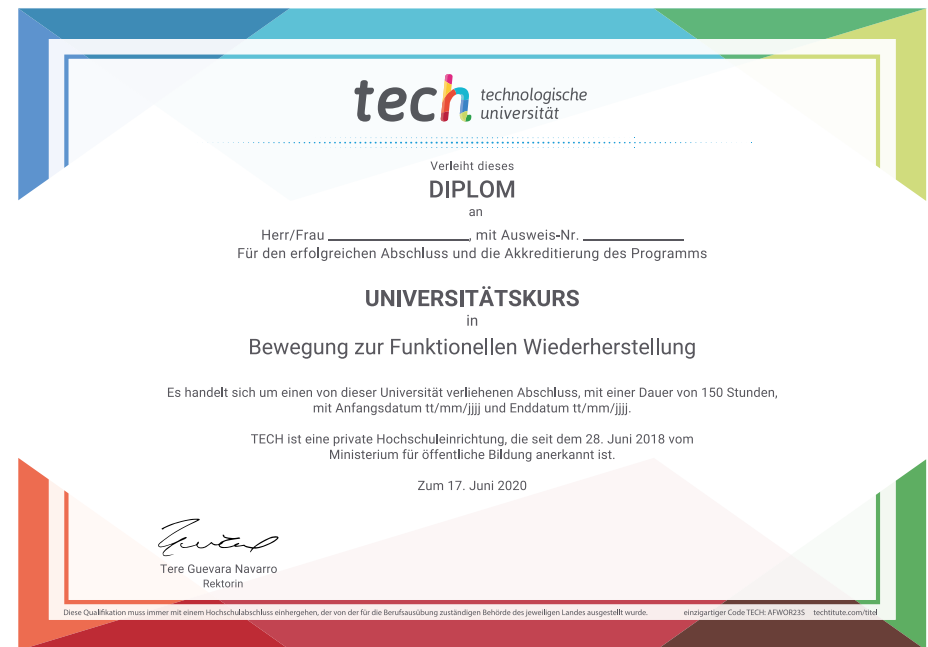 tech technologische
universität
Verleiht dieses
DIPLOM
an
Herr/Frau ____________________, mit Ausweis-Nr. ______________
Für den erfolgreichen Abschluss und die Akkreditierung des Programms
UNIVERSITÄTSKURS
in
Bewegung zur Funktionellen Wiederherstellung
Es handelt sich um einen von dieser Universität verliehenen Abschluss, mit einer Dauer von 150 Stunden,
mit Anfangsdatum tt/mm/jjjj und Enddatum tt/mm/jjjj.
TECH ist eine private Hochschuleinrichtung, die seit dem 28. Juni 2018 vom
Ministerium für öffentliche Bildung anerkannt ist.
Zum 17. Juni 2020
Tere Guevara Navarro
Rektorin
Diese Qualifikation muss immer mit einem Hochschulabschluss einhergehen, der von der für die Berufsausübung zuständigen Behörde des jeweiligen Landes ausgestellt wurde. einzigartiger Code TECH: AFWOR23S techtitute.com/titel